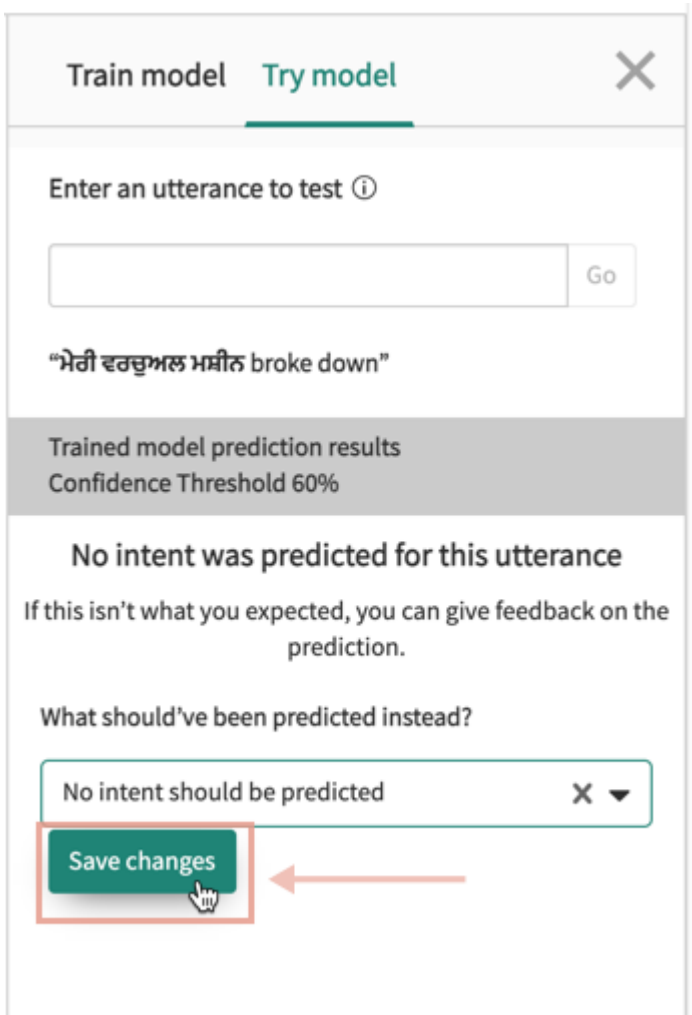 Train model Try model
Enter an utterance to test
Go
“ਮੇਰੀ ਵਰਚੁਅਲ ਮਸ਼ੀਨ broke down”
Trained model prediction results
Confidence Threshold 60%
No intent was predicted for this utterance
If this isn’t what you expected, you can give feedback on the
prediction.
What should’ve been predicted instead?
No intent should be predicted
Save changes